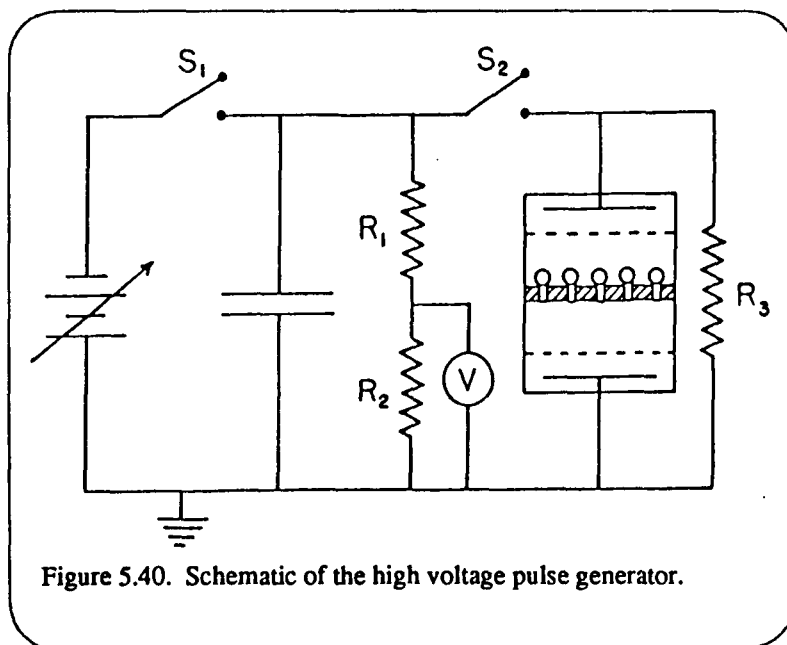 S₁
S₂
R₁
R₂
V
R₃
Figure 5.40. Schematic of the high voltage pulse generator.